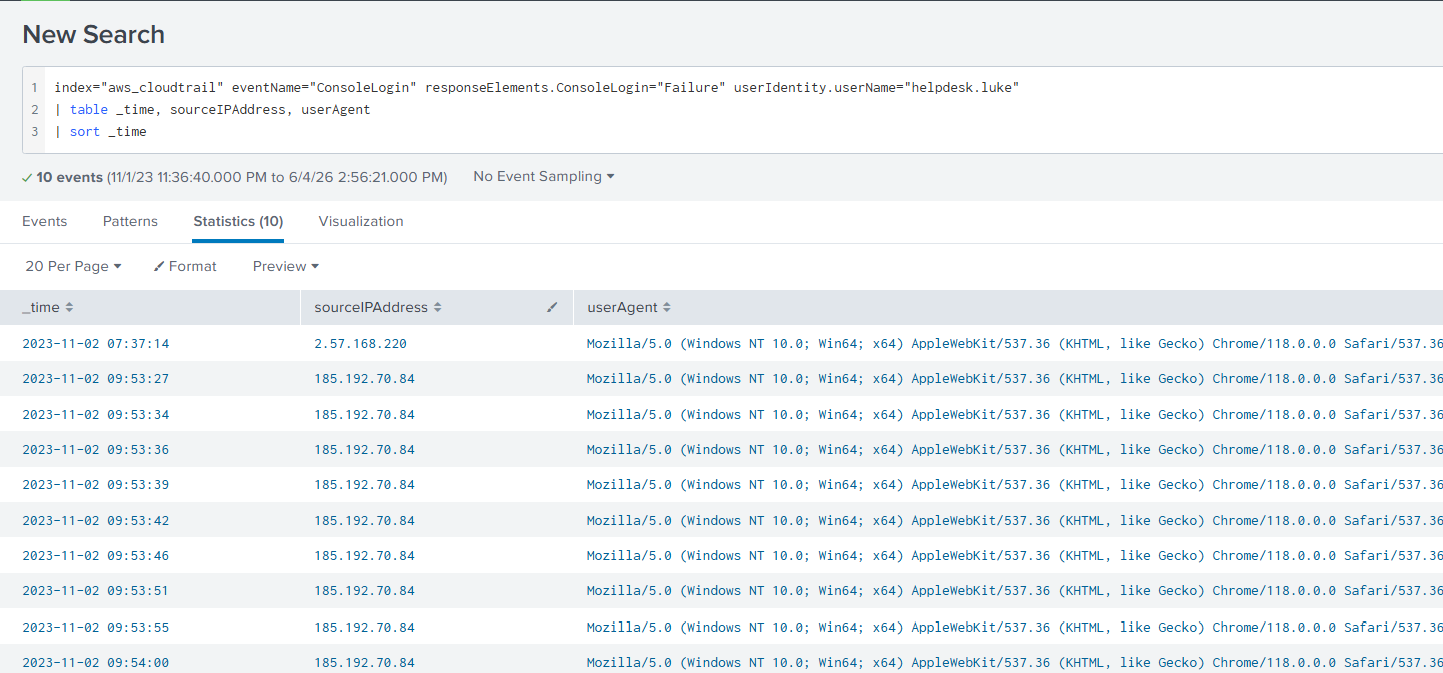 New Search
1 index="aws_cloudtrail" eventName="ConsoleLogin" responseElements.ConsoleLogin="Failure" userIdentity.userName="helpdesk.luke"
2 | table _time, sourceIPAddress, userAgent
3 | sort _time
10 events (11/1/23 11:36:40.000 PM to 6/4/26 2:56:21.000 PM) No Event Sampling
Events Patterns Statistics (10) Visualization
20 Per Page Format Preview
_time sourceIPAddress userAgent
2023-11-02 07:37:14 2.57.168.220 Mozilla/5.0 (Windows NT 10.0; Win64; x64) AppleWebKit/537.36 (KHTML, like Gecko) Chrome/118.0.0.0 Safari/537.36
2023-11-02 09:53:27 185.192.70.84 Mozilla/5.0 (Windows NT 10.0; Win64; x64) AppleWebKit/537.36 (KHTML, like Gecko) Chrome/118.0.0.0 Safari/537.36
2023-11-02 09:53:34 185.192.70.84 Mozilla/5.0 (Windows NT 10.0; Win64; x64) AppleWebKit/537.36 (KHTML, like Gecko) Chrome/118.0.0.0 Safari/537.36
2023-11-02 09:53:36 185.192.70.84 Mozilla/5.0 (Windows NT 10.0; Win64; x64) AppleWebKit/537.36 (KHTML, like Gecko) Chrome/118.0.0.0 Safari/537.36
2023-11-02 09:53:39 185.192.70.84 Mozilla/5.0 (Windows NT 10.0; Win64; x64) AppleWebKit/537.36 (KHTML, like Gecko) Chrome/118.0.0.0 Safari/537.36
2023-11-02 09:53:42 185.192.70.84 Mozilla/5.0 (Windows NT 10.0; Win64; x64) AppleWebKit/537.36 (KHTML, like Gecko) Chrome/118.0.0.0 Safari/537.36
2023-11-02 09:53:46 185.192.70.84 Mozilla/5.0 (Windows NT 10.0; Win64; x64) AppleWebKit/537.36 (KHTML, like Gecko) Chrome/118.0.0.0 Safari/537.36
2023-11-02 09:53:51 185.192.70.84 Mozilla/5.0 (Windows NT 10.0; Win64; x64) AppleWebKit/537.36 (KHTML, like Gecko) Chrome/118.0.0.0 Safari/537.36
2023-11-02 09:53:55 185.192.70.84 Mozilla/5.0 (Windows NT 10.0; Win64; x64) AppleWebKit/537.36 (KHTML, like Gecko) Chrome/118.0.0.0 Safari/537.36
2023-11-02 09:54:00 185.192.70.84 Mozilla/5.0 (Windows NT 10.0; Win64; x64) AppleWebKit/537.36 (KHTML, like Gecko) Chrome/118.0.0.0 Safari/537.36